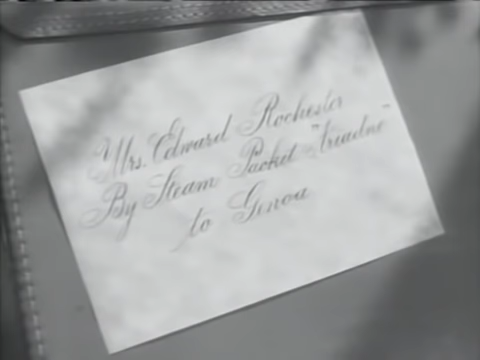 Mrs. Edward Rochester
By Steam Packet "Ariadne"
to Genoa